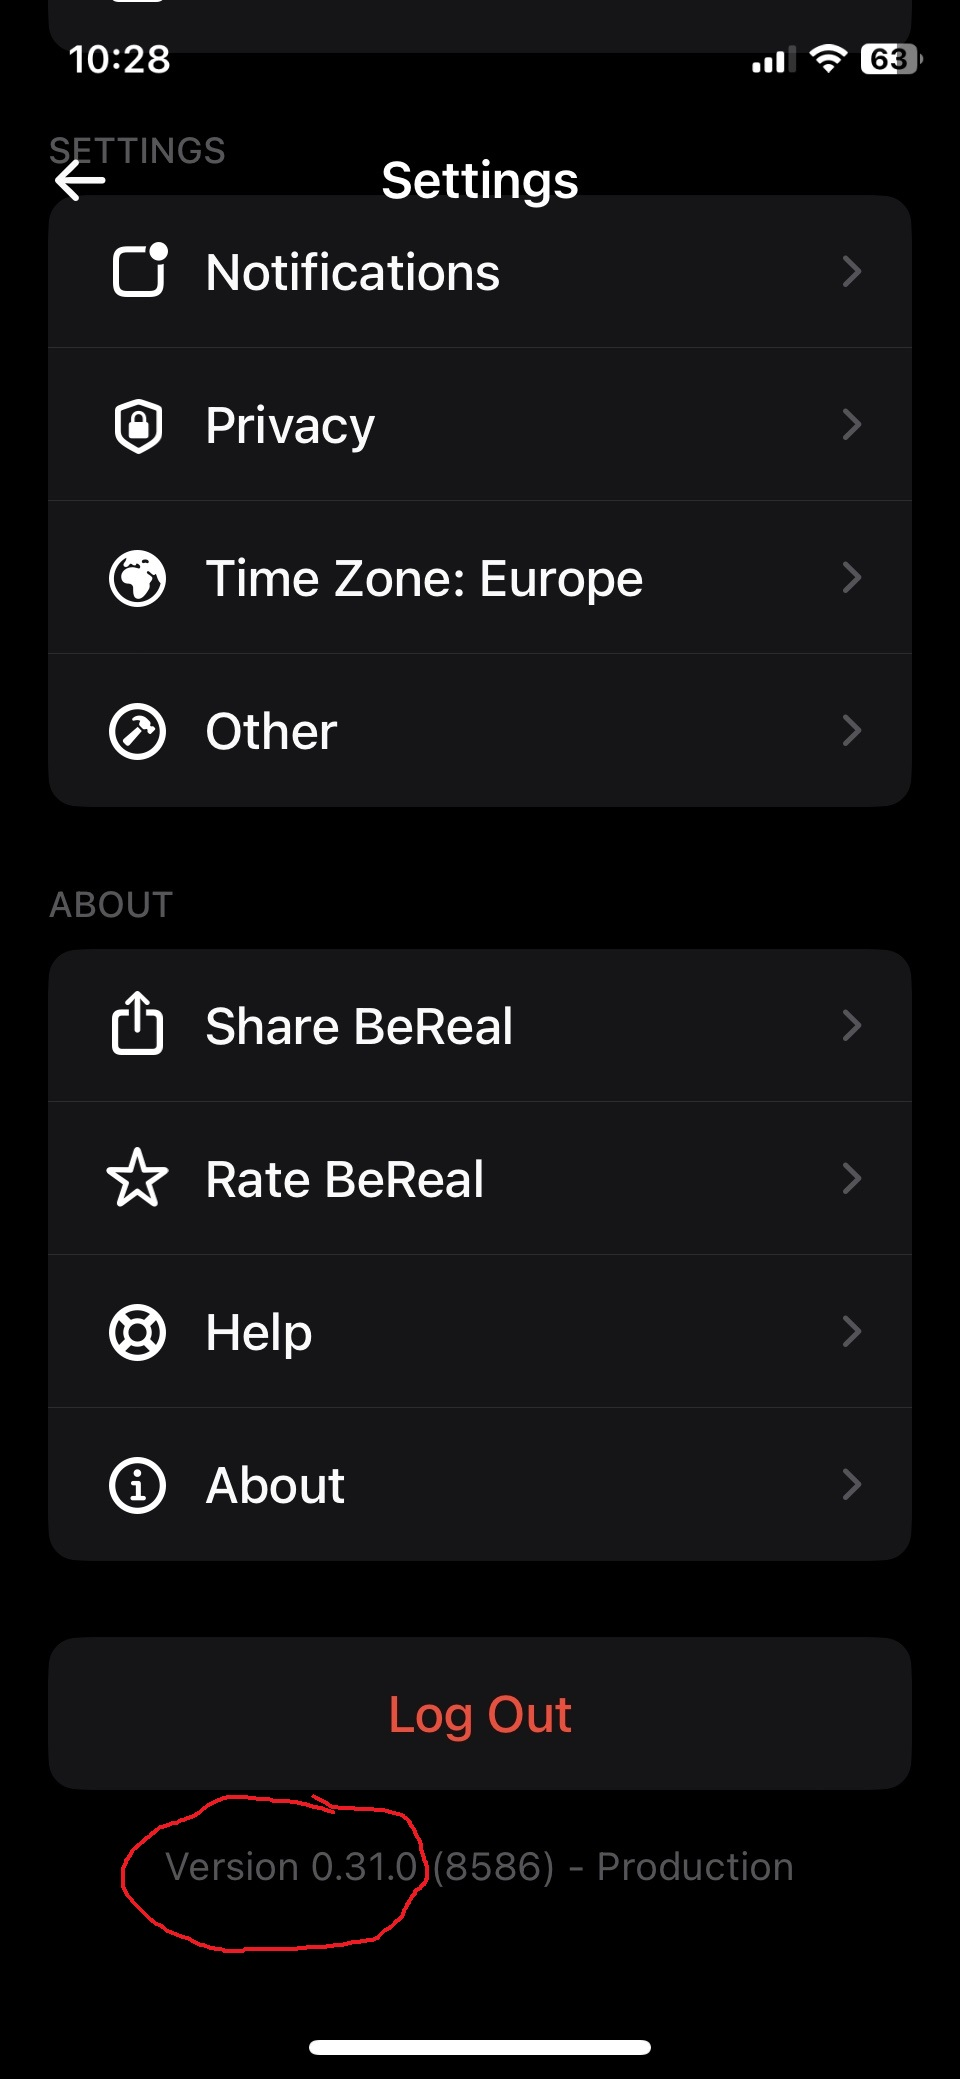 10:28
63
SETTINGS
Settings
Notifications
Privacy
Time Zone: Europe
Other
ABOUT
Share BeReal
Rate BeReal
Help
About
Log Out
Version 0.31.0 (8586) - Production